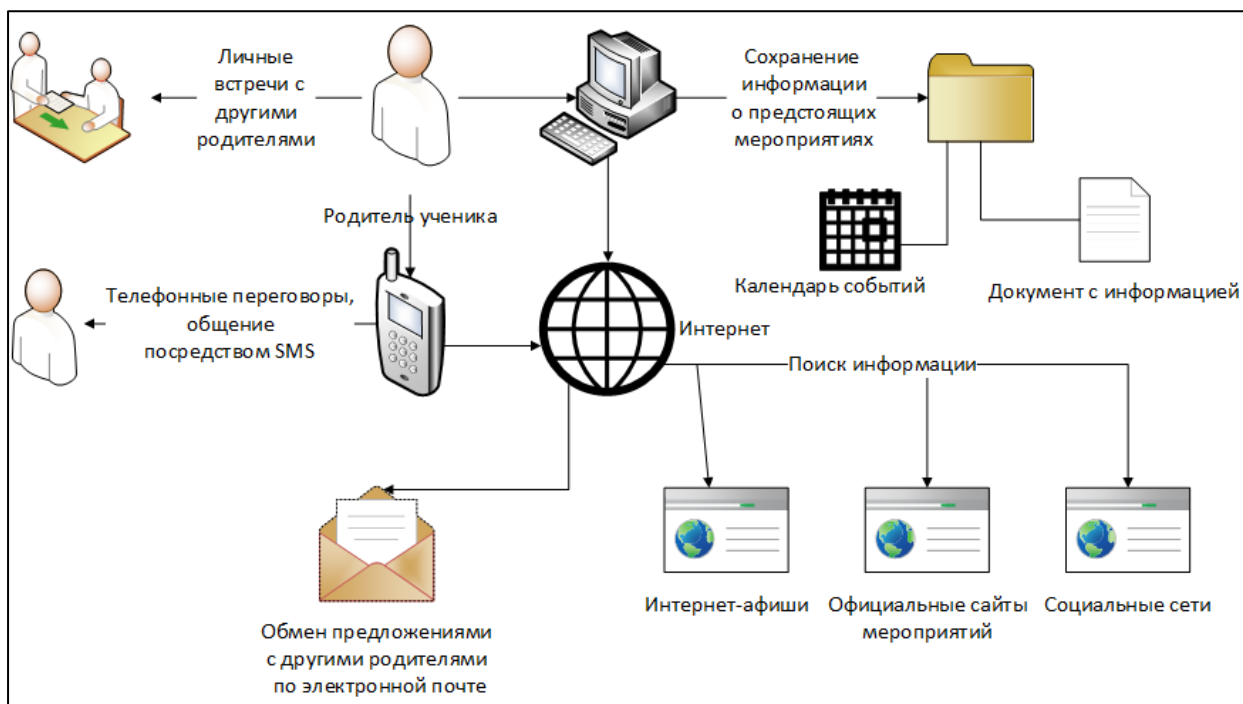 Личные
встречи с
другими
родителями
Сохранение
информации
о предстоящих
мероприятиях
Родитель ученика
Календарь событий
Документ с информацией
Телефонные переговоры,
общение
посредством SMS
Интернет
Поиск информации
Интернет-афиши
Официальные сайты
мероприятий
Социальные сети
Обмен предложениями
с другими родителями
по электронной почте